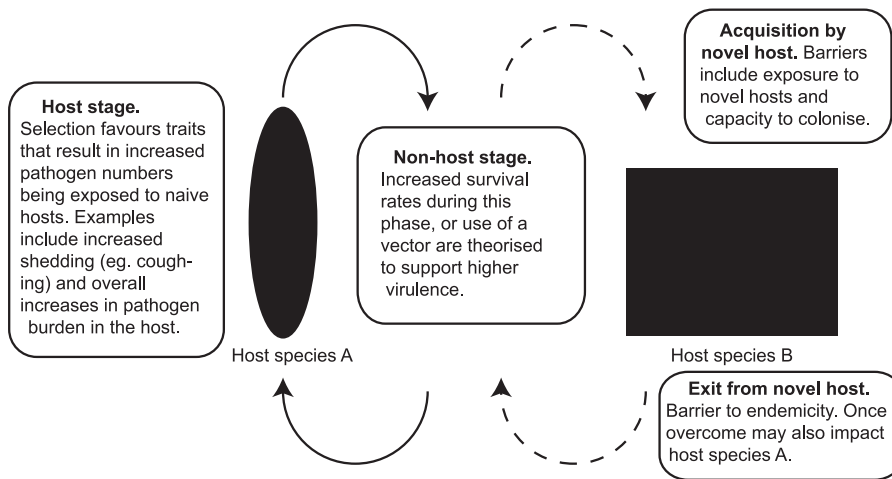 Host stage.
Selection favours traits
that result in increased
pathogen numbers
being exposed to naive
hosts. Examples
include increased
shedding (eg. cough-
ing) and overall
increases in pathogen
burden in the host.
Host species A
Non-host stage.
Increased survival
rates during this
phase, or use of a
vector are theorised
to support higher
virulence.
Acquisition by
novel host. Barriers
include exposure to
novel hosts and
capacity to colonise.
Host species B
Exit from novel host.
Barrier to endemicity. Once
overcome may also impact
host species A.